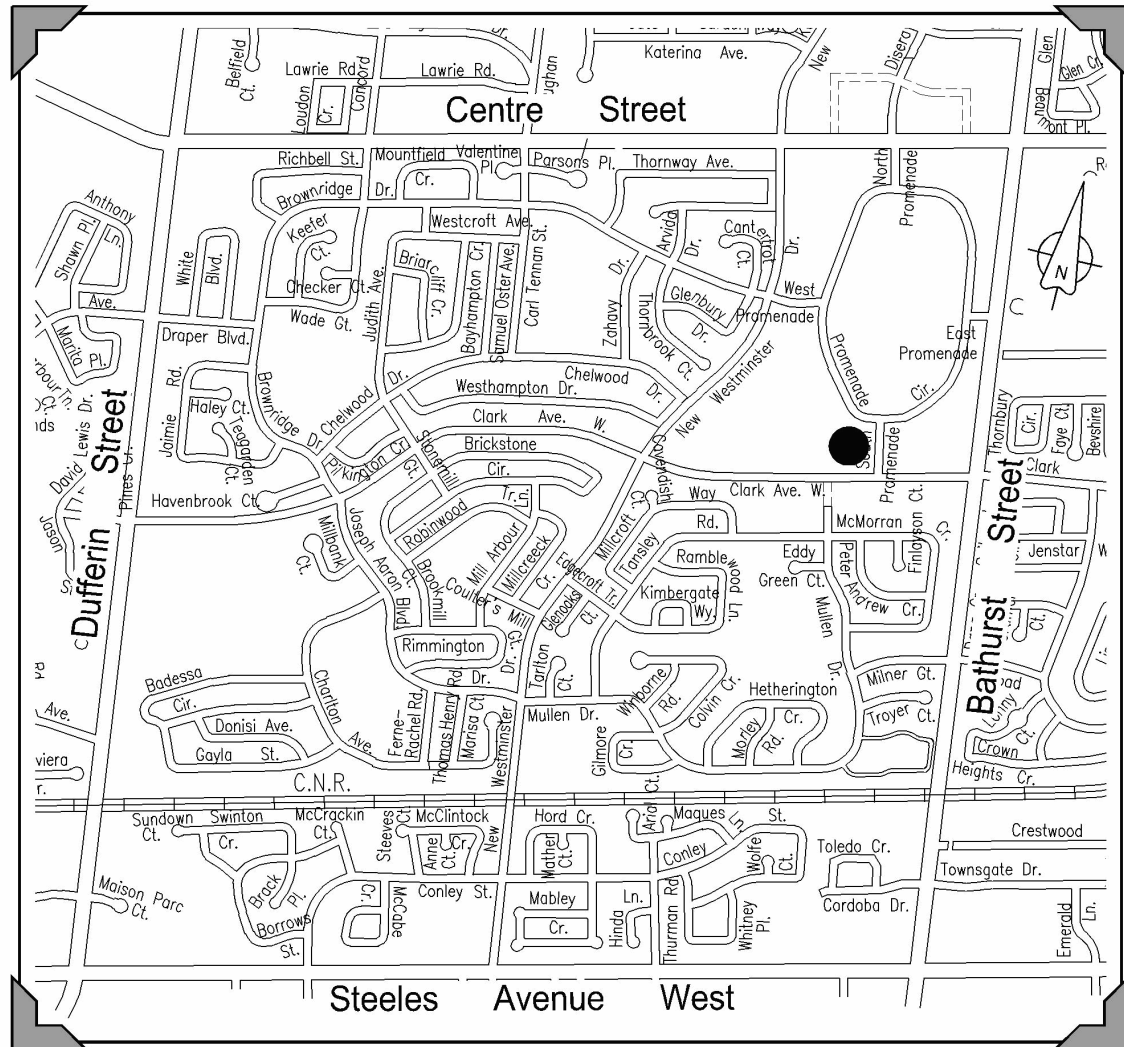 Katerina Ave.
New
Disera
Glen
Glen Cr.
Belfield
Ct.
Lawrie Rd.
Lawrie Rd.
Loudon
Cr.
Concord
Centre Street
Richbell St.
Mountfield
Cr.
Valentine
Pl.
Parsons Pl.
Thornway Ave.
North
Promenade
Brownridge
Dr.
Anthony
Ln.
Shawn Pl.
Ave.
White
Blvd.
Keefer
Ct.
Checker Ct.
Wade Gt.
Westcroft Ave.
Judith Ave.
Briarcliff Cr.
Bayhampton Cr.
Samuel Oster Ave.
Carl Tennan St.
Zahavy
Dr.
Arvida
Dr.
Cantertrot
Ct.
Dr.
Glenbury
Dr.
Thornbrook Ct.
West
Promenade
East
Promenade
Promenade
Cir.
N
Draper Blvd.
Marita Pl.
Jaimie
Rd.
Haley Ct.
Teagarden
Ct.
Brownridge
Dr.
Chelwood
Dr.
Chelwood
Dr.
Westhampton Dr.
New Westminster
Clark Ave. W.
Brickstone
Cir.
Pinkington Cr.
Stonemill
Gt.
Havenbrook Ct.
David Lewis Dr.
Jason
Dufferin Street
South
Promenade
Clark Ave. W.
Thornbury
Cir.
Faye Ct.
Bevshire
Clark
Bathurst Street
Cavendish
Way
Millcroft Ct.
Tansley
Rd.
Robinwood
Tr.
Ln.
Mill Arbour
Millcreeck
Cr.
Edgecroft Tr.
Glenocks
Ct.
Millbank
Ct.
Joseph Aaron
Blvd.
Brookmill
Ct.
Coulter's Mill
Gt.
Ramblewood Ln.
Kimbergate
Wy.
Eddy
Green Ct.
McMorran
Cr.
Finlayson Ct.
Peter Andrew Cr.
Mullen
Dr.
Jenstar
Rimmington
Dr.
Dr.
Tarlton
Ct.
Mullen Dr.
Winborne
Rd.
Colvin Cr.
Hetherington
Cr.
Morley
Rd.
Gilmore
Cr.
Milner Gt.
Troyer
Ct.
Crown
Heights Cr.
Badessa
Cir.
Donisi Ave.
Gayla St.
Charlton
Ave.
Ferne-
Rachel Rd.
Thomas Henry Rd.
Marisa Ct.
Westminster
New
C.N.R.
Sundown
Ct.
Swinton
Cr.
McCrackin
Ct.
Steeves
Ct.
McClintock
Cr.
Anne
Ct.
Hord Cr.
Mather
Ct.
Arial Ct.
Maques
Ln.
St.
Conley
Wolfe
Ct.
Toledo Cr.
Cordoba Dr.
Crestwood
Townsgate Dr.
Emerald
Ln.
Maison Parc
Ct.
Brack
Pl.
Borrows
St.
Cr.
McCabe
Conley St.
Mabley
Cr.
Hinda
Ln.
Thurman Rd.
Whitney
Pl.
Steeles Avenue West